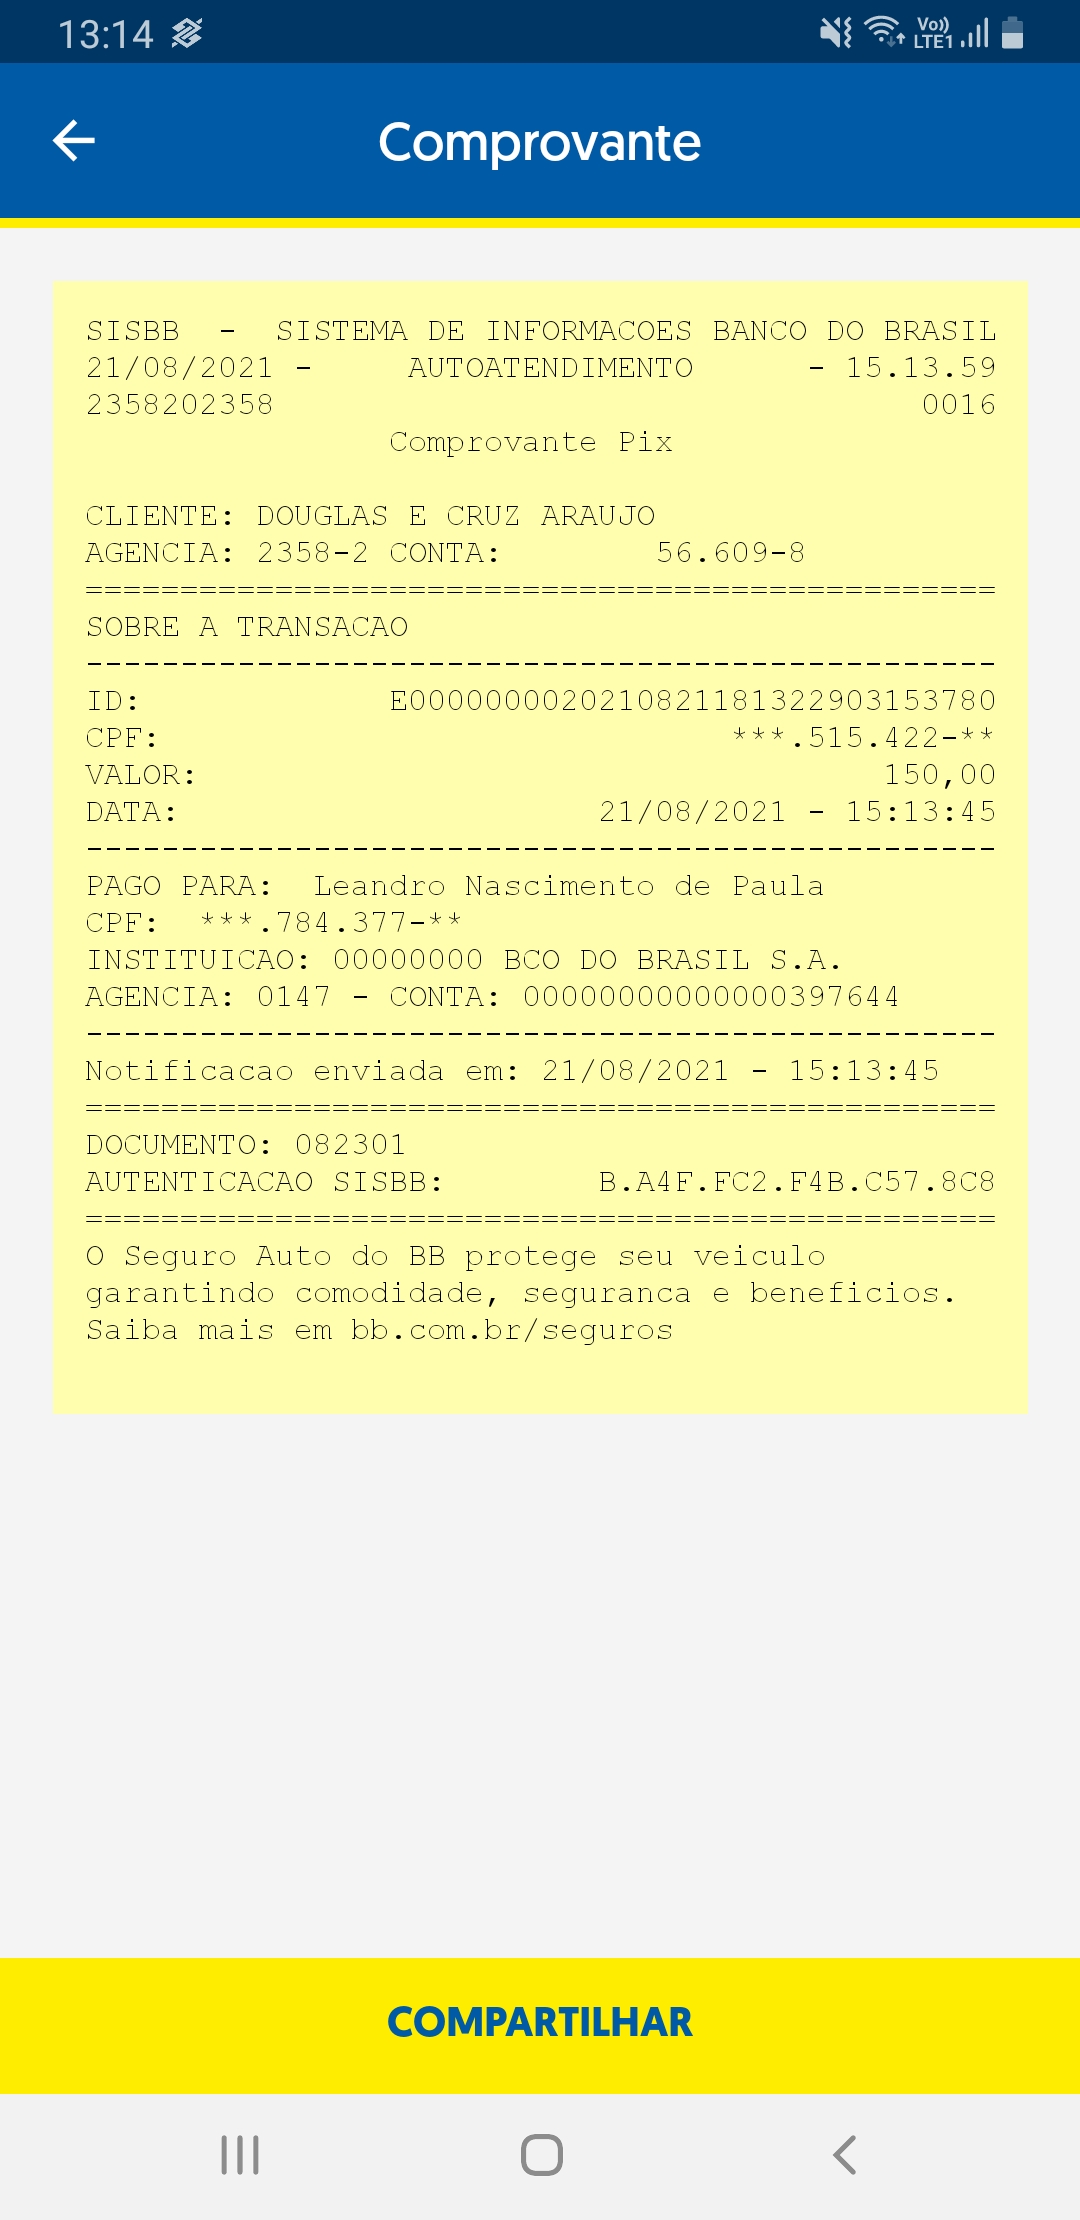 13:14
Vo))
LTE1
Comprovante
SISBB - SISTEMA DE INFORMACOES BANCO DO BRASIL
21/08/2021 - AUTOATENDIMENTO - 15.13.59
2358202358 0016
Comprovante Pix
CLIENTE: DOUGLAS E CRUZ ARAUJO
AGENCIA: 2358-2 CONTA: 56.609-8
================================================
SOBRE A TRANSACAO
------------------------------------------------
ID: E0000000020210821181322903153780
CPF: ***.515.422-**
VALOR: 150,00
DATA: 21/08/2021 - 15:13:45
------------------------------------------------
PAGO PARA: Leandro Nascimento de Paula
CPF: ***.784.377-**
INSTITUICAO: 00000000 BCO DO BRASIL S.A.
AGENCIA: 0147 - CONTA: 00000000000000397644
------------------------------------------------
Notificacao enviada em: 21/08/2021 - 15:13:45
================================================
DOCUMENTO: 082301
AUTENTICACAO SISBB: B.A4F.FC2.F4B.C57.8C8
================================================
O Seguro Auto do BB protege seu veiculo
garantindo comodidade, seguranca e beneficios.
Saiba mais em bb.com.br/seguros
COMPARTILHAR